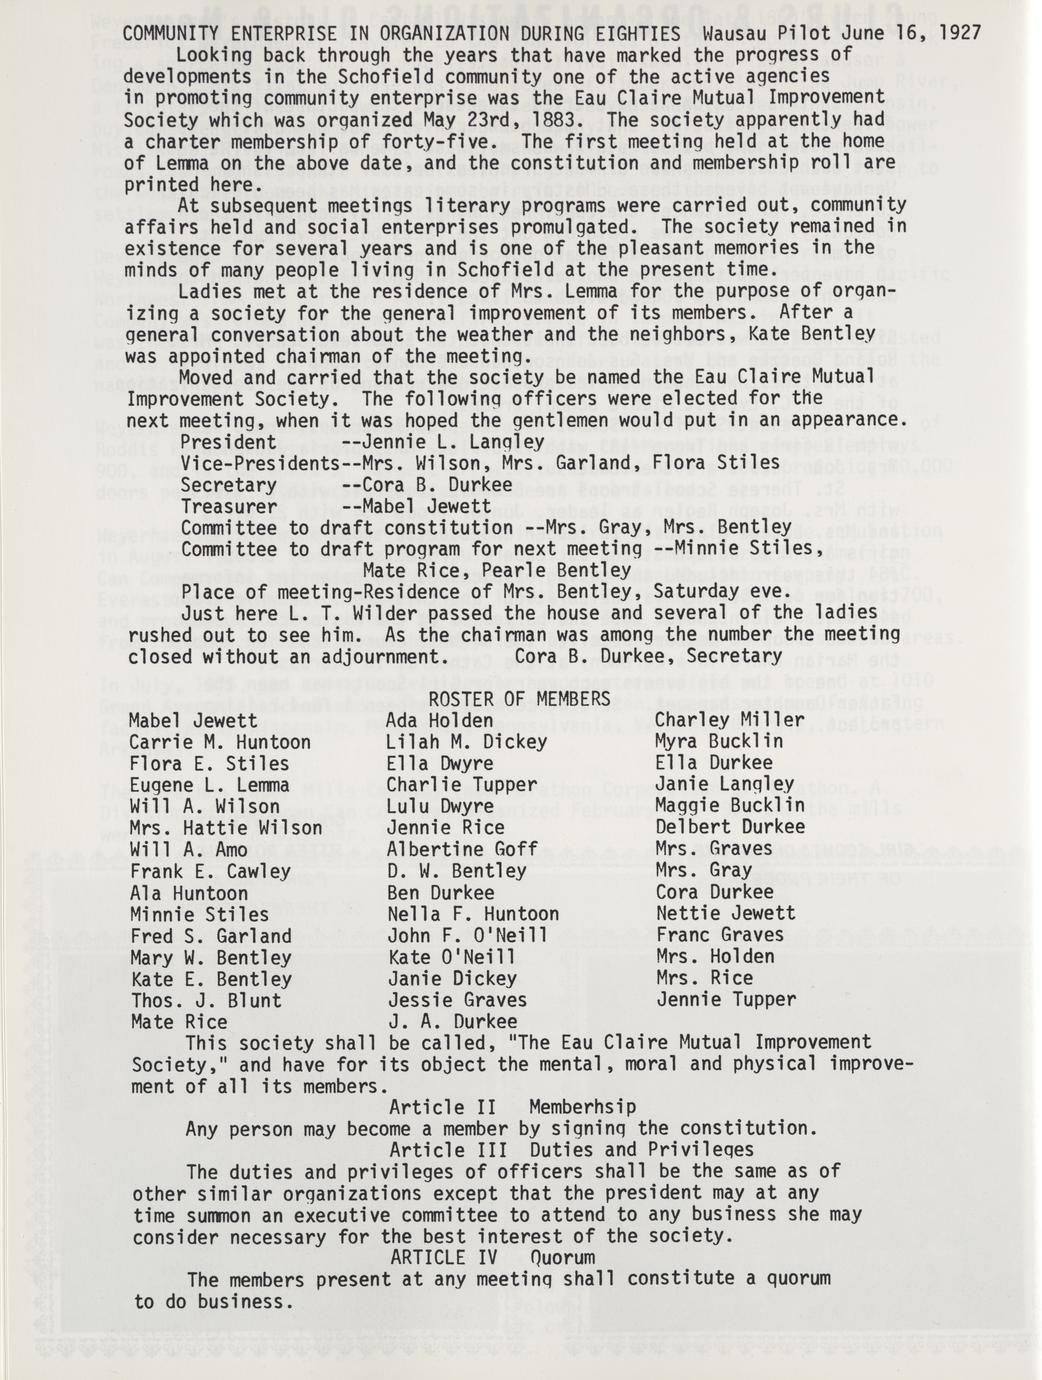 COMMUNITY ENTERPRISE IN ORGANIZATION DURING EIGHTIES  Wausau Pilot June 16, 1927
Looking back through the years that have marked the progress of
developments in the Schofield community one of the active agencies
in promoting community enterprise was the Eau Claire Mutual Improvement
Society which was organized May 23rd, 1883.  The society apparently had
a charter membership of forty-five.  The first meeting held at the home
of Lemma on the above date, and the constitution and membership roll are
printed here.
At subsequent meetings literary programs were carried out, community
affairs held and social enterprises promulgated.  The society remained in
existence for several years and is one of the pleasant memories in the
minds of many people living in Schofield at the present time.
Ladies met at the residence of Mrs. Lemma for the purpose of organ-
izing a society for the general improvement of its members.  After a
general conversation about the weather and the neighbors, Kate Bentley
was appointed chairman of the meeting.
Moved and carried that the society be named the Eau Claire Mutual
Improvement Society.  The following officers were elected for the
next meeting, when it was hoped the gentlemen would put in an appearance.
President      --Jennie L. Langley
Vice-Presidents--Mrs. Wilson, Mrs. Garland, Flora Stiles
Secretary      --Cora B. Durkee
Treasurer      --Mabel Jewett
Committee to draft constitution --Mrs. Gray, Mrs. Bentley
Committee to draft program for next meeting --Minnie Stiles,
Mate Rice, Pearle Bentley
Place of meeting-Residence of Mrs. Bentley, Saturday eve.
Just here L. T. Wilder passed the house and several of the ladies
rushed out to see him.  As the chairman was among the number the meeting
closed without an adjournment.      Cora B. Durkee, Secretary
ROSTER OF MEMBERS
Mabel Jewett  Ada Holden  Charley Miller
Carrie M. Huntoon  Lilah M. Dickey  Myra Bucklin
Flora E. Stiles  Ella Dwyre  Ella Durkee
Eugene L. Lemma  Charlie Tupper  Janie Langley
Will A. Wilson  Lulu Dwyre  Maggie Bucklin
Mrs. Hattie Wilson  Jennie Rice  Delbert Durkee
Will A. Amo  Albertine Goff  Mrs. Graves
Frank E. Cawley  D. W. Bentley  Mrs. Gray
Ala Huntoon  Ben Durkee  Cora Durkee
Minnie Stiles  Nella F. Huntoon  Nettie Jewett
Fred S. Garland  John F. O'Neill  Franc Graves
Mary W. Bentley  Kate O'Neill  Mrs. Holden
Kate E. Bentley  Janie Dickey  Mrs. Rice
Thos. J. Blunt  Jessie Graves  Jennie Tupper
Mate Rice  J. A. Durkee
This society shall be called, "The Eau Claire Mutual Improvement
Society," and have for its object the mental, moral and physical improve-
ment of all its members.
Article II   Memberhsip
Any person may become a member by signing the constitution.
Article III  Duties and Privileges
The duties and privileges of officers shall be the same as of
other similar organizations except that the president may at any
time summon an executive committee to attend to any business she may
consider necessary for the best interest of the society.
ARTICLE IV   Quorum
The members present at any meeting shall constitute a quorum
to do business.